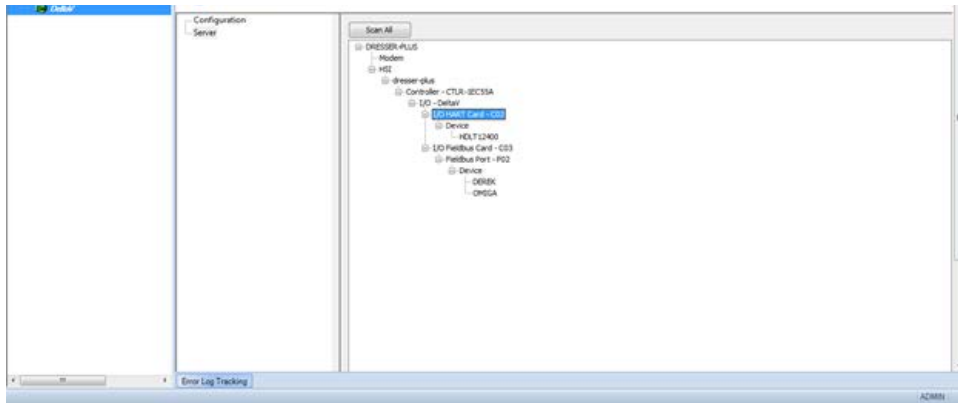 DeltaV
Configuration
Server
Scan All
DRESSER-PLUS
Modem
HSI
dresser-plus
Controller - CTLR-1EC55A
I/O - DeltaV
I/O HART Card - C02
Device
HDLT12400
I/O Fieldbus Card - C03
Fieldbus Port - P02
Device
DEREK
OMEGA
Error Log Tracking
ADMIN